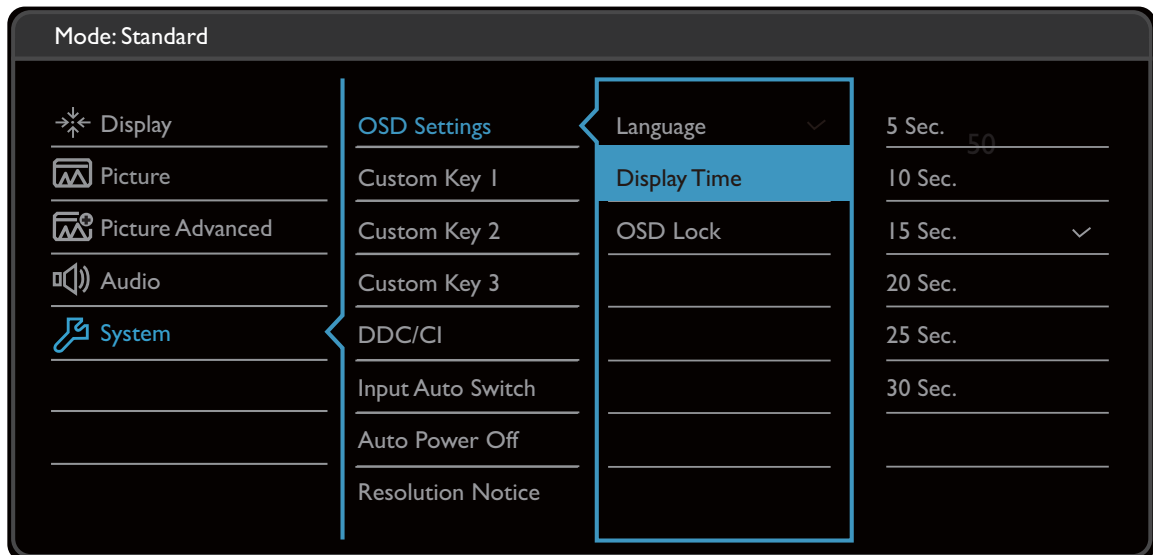 Mode: Standard
Display
Picture
Picture Advanced
Audio
System
OSD Settings
Custom Key 1
Custom Key 2
Custom Key 3
DDC/CI
Input Auto Switch
Auto Power Off
Resolution Notice
Language
Display Time
OSD Lock
5 Sec.
50
10 Sec.
15 Sec.
20 Sec.
25 Sec.
30 Sec.